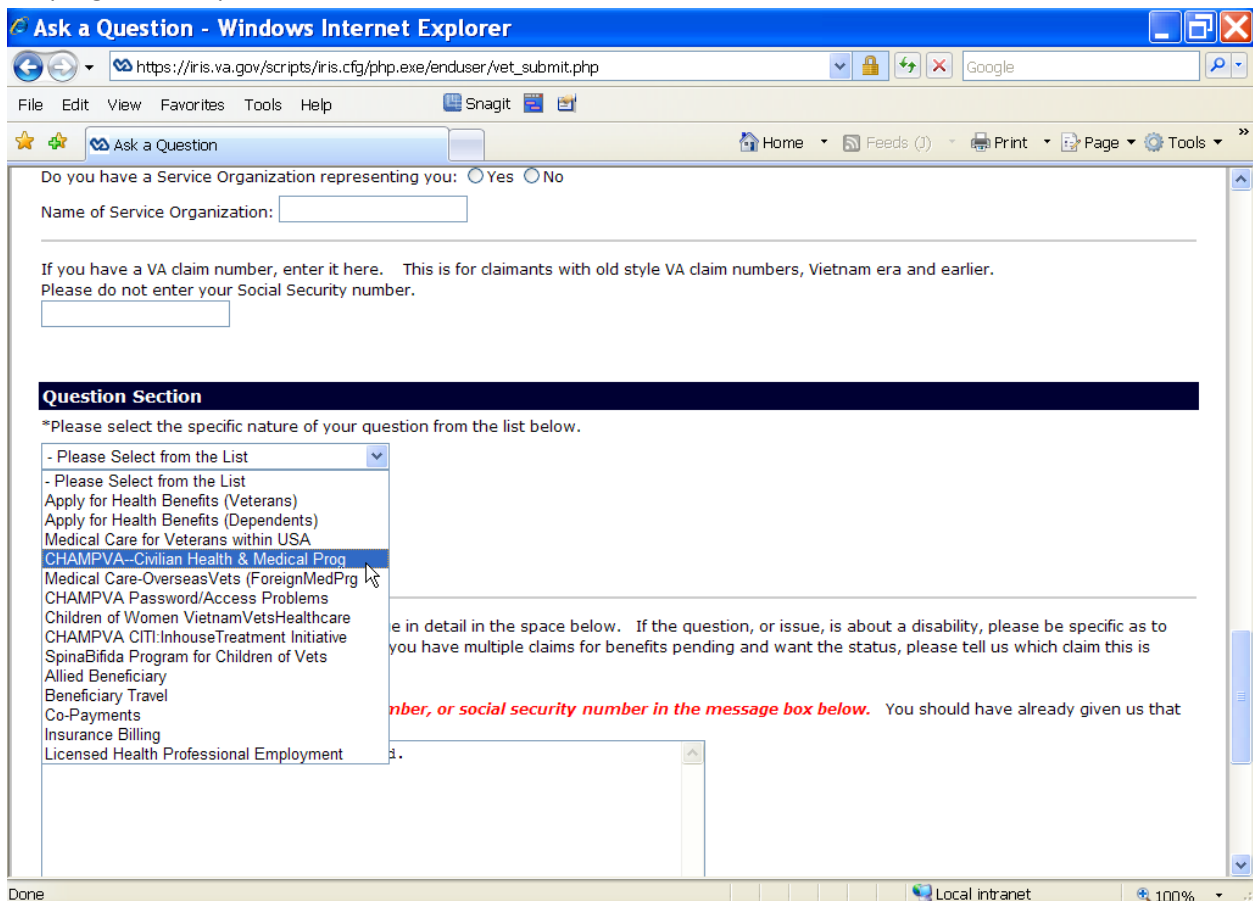 Ask a Question - Windows Internet Explorer
https://iris.va.gov/scripts/iris.cfg/php.exe/enduser/vet_submit.php
Google
File Edit View Favorites Tools Help Snagit
Ask a Question
Home Feeds (J) Print Page Tools »
Do you have a Service Organization representing you: Yes No
Name of Service Organization:
If you have a VA claim number, enter it here. This is for claimants with old style VA claim numbers, Vietnam era and earlier.
Please do not enter your Social Security number.
Question Section
*Please select the specific nature of your question from the list below.
- Please Select from the List
- Please Select from the List
Apply for Health Benefits (Veterans)
Apply for Health Benefits (Dependents)
Medical Care for Veterans within USA
CHAMPVA--Civilian Health & Medical Prog
Medical Care-OverseasVets (ForeignMedPrg
CHAMPVA Password/Access Problems
Children of Women VietnamVetsHealthcare
CHAMPVA CITI:InhouseTreatment Initiative
SpinaBifida Program for Children of Vets
Allied Beneficiary
Beneficiary Travel
Co-Payments
Insurance Billing
Licensed Health Professional Employment
e in detail in the space below. If the question, or issue, is about a disability, please be specific as to
you have multiple claims for benefits pending and want the status, please tell us which claim this is
mber, or social security number in the message box below. You should have already given us that
d.
Done Local intranet 100%